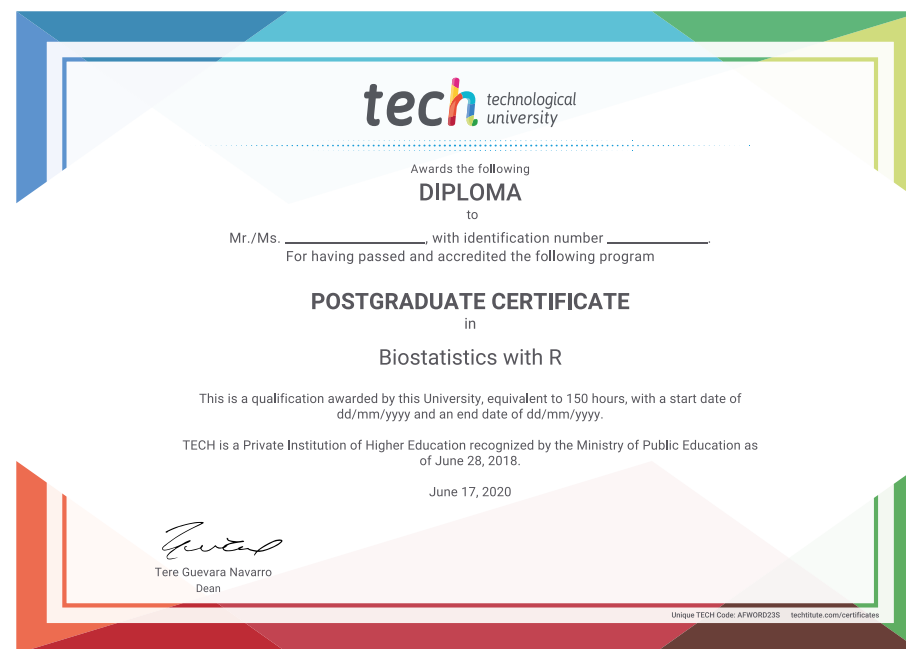 tech technological
university
Awards the following
DIPLOMA
to
Mr./Ms. ____________________, with identification number ______________.
For having passed and accredited the following program
POSTGRADUATE CERTIFICATE
in
Biostatistics with R
This is a qualification awarded by this University, equivalent to 150 hours, with a start date of
dd/mm/yyyy and an end date of dd/mm/yyyy.
TECH is a Private Institution of Higher Education recognized by the Ministry of Public Education as
of June 28, 2018.
June 17, 2020
Tere Guevara Navarro
Dean
Unique TECH Code: AFWORD23S techtitute.com/certificates